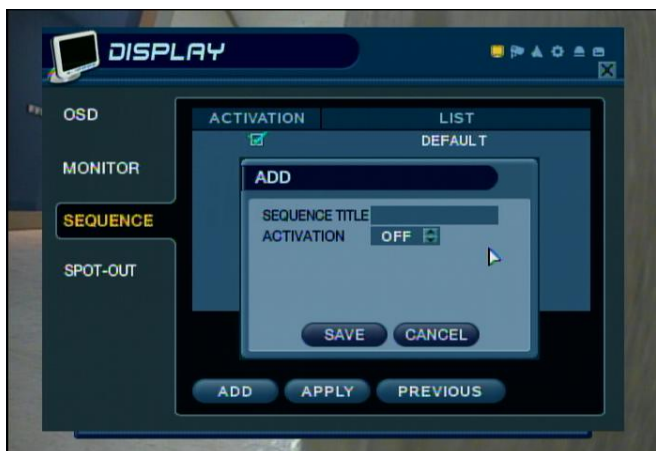 DISPLAY
OSD
MONITOR
SEQUENCE
SPOT-OUT
ACTIVATION LIST
DEFAULT
ADD
SEQUENCE TITLE
ACTIVATION OFF
SAVE CANCEL
ADD APPLY PREVIOUS